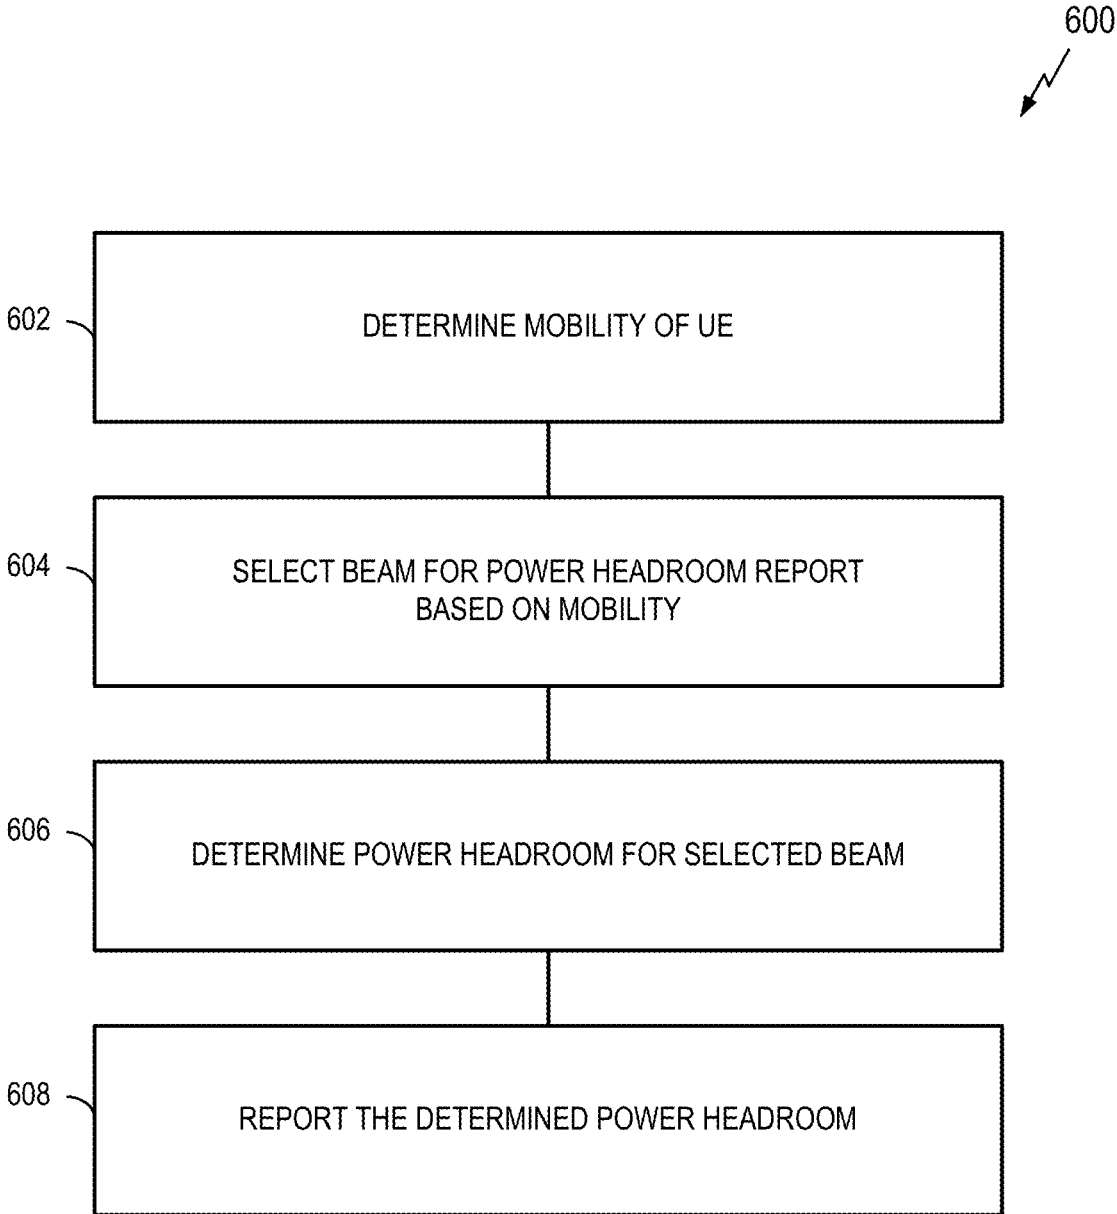 600
602
DETERMINE MOBILITY OF UE
604
SELECT BEAM FOR POWER HEADROOM REPORT
BASED ON MOBILITY
606
DETERMINE POWER HEADROOM FOR SELECTED BEAM
608
REPORT THE DETERMINED POWER HEADROOM